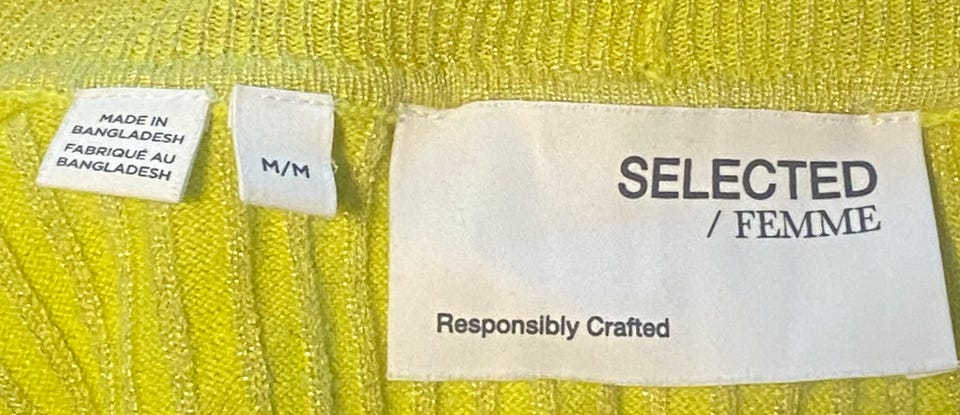 MADE IN
BANGLADESH
FABRIQUÉ AU
BANGLADESH
M/M
SELECTED
/ FEMME
Responsibly Crafted